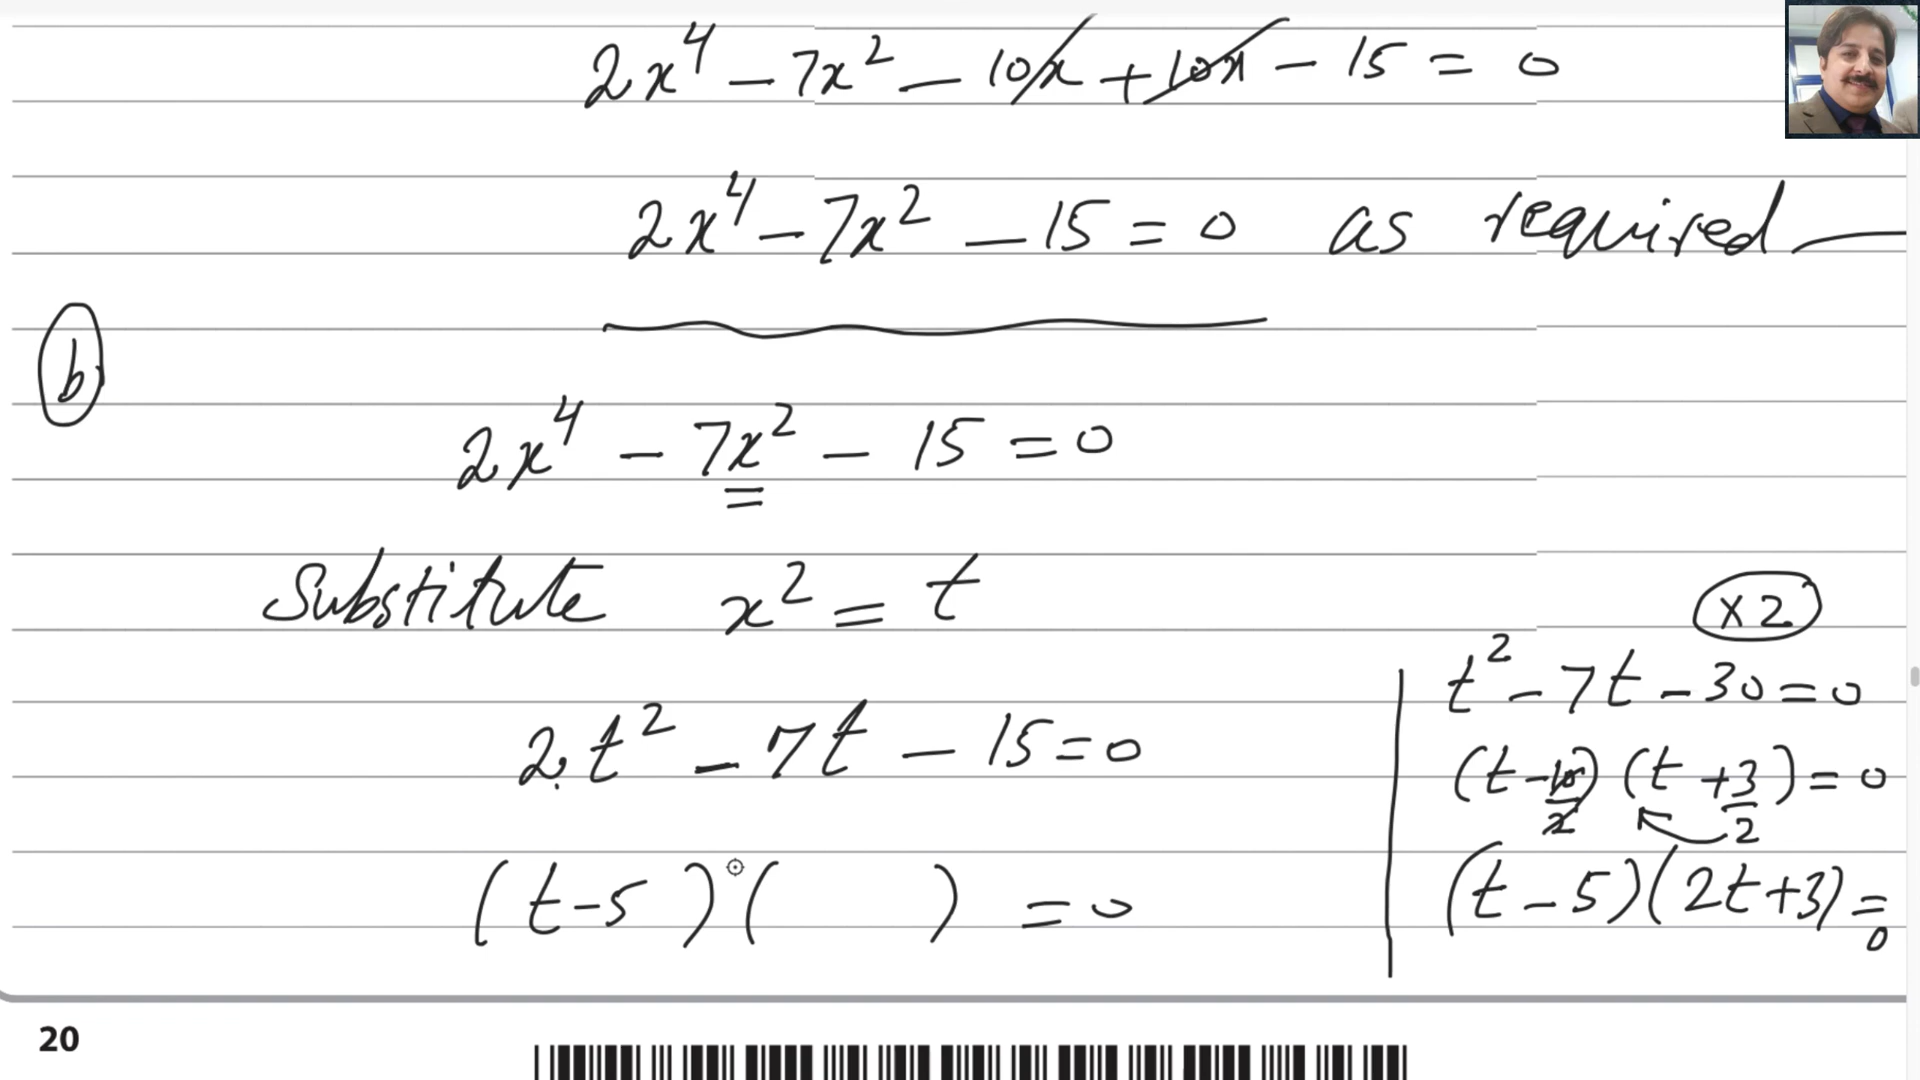 2x⁴ - 7x² - 10x + 10x - 15 = 0
2x⁴ - 7x² - 15 = 0 as required
b
2x⁴ - 7x² - 15 = 0
Substitute x² = t
2t² - 7t - 15 = 0
(t-5)( ) = 0
×2
t² - 7t - 30 = 0
(t - 10/2)(t + 3/2) = 0
(t - 5)(2t + 3) = 0
20